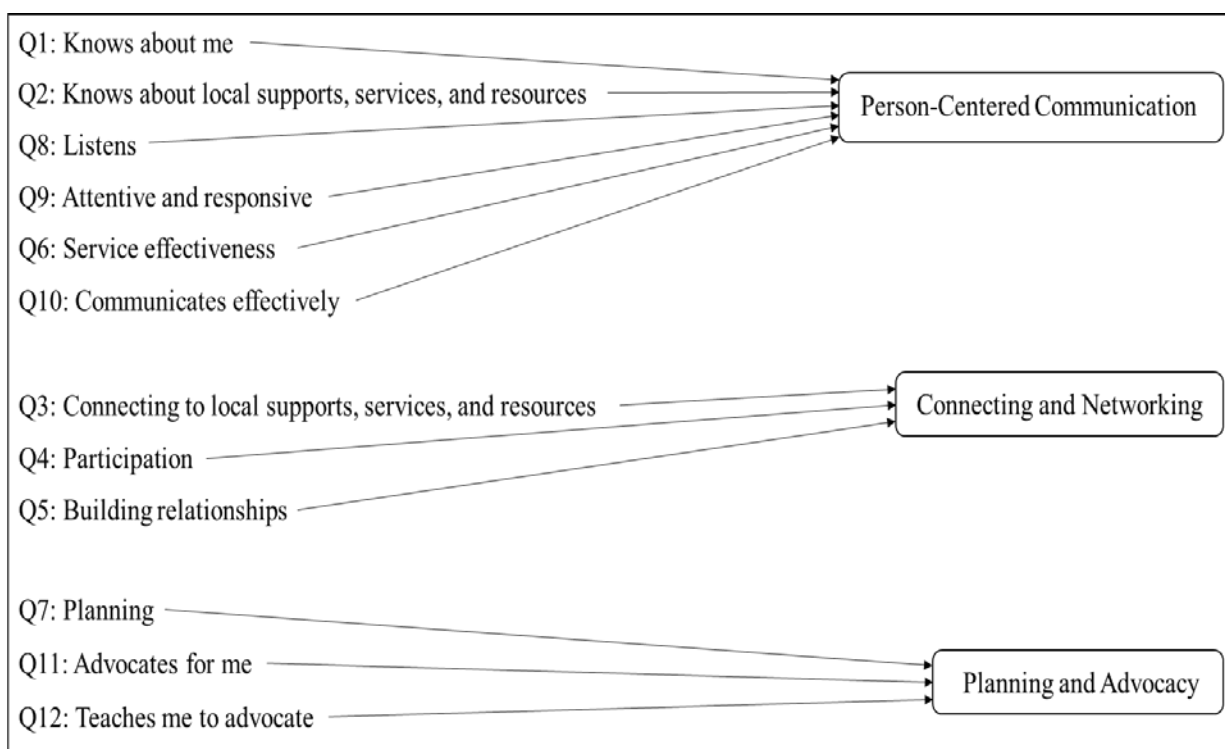 Q1: Knows about me
Q2: Knows about local supports, services, and resources
Person-Centered Communication
Q8: Listens
Q9: Attentive and responsive
Q6: Service effectiveness
Q10: Communicates effectively
Q3: Connecting to local supports, services, and resources
Connecting and Networking
Q4: Participation
Q5: Building relationships
Q7: Planning
Q11: Advocates for me
Planning and Advocacy
Q12: Teaches me to advocate